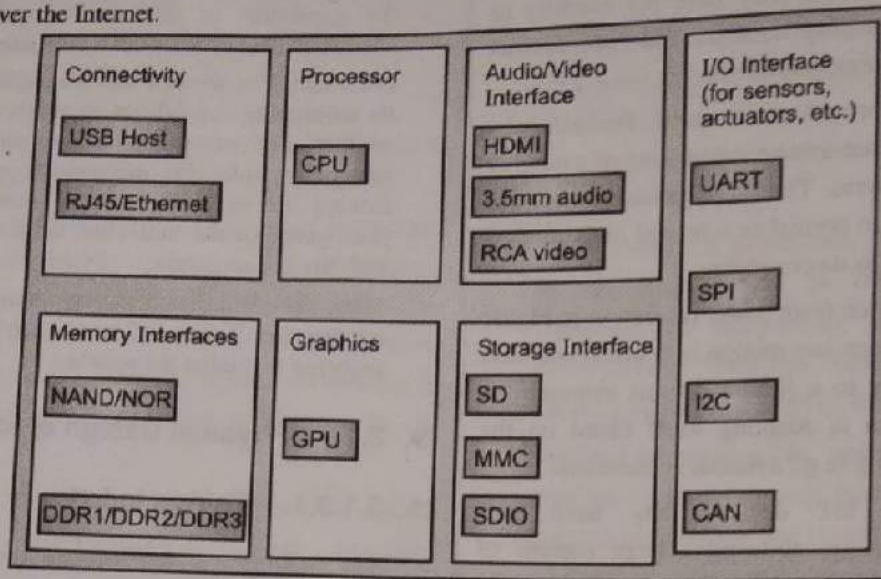 ver the Internet.
Connectivity
USB Host
RJ45/Ethernet
Processor
CPU
Audio/Video
Interface
HDMI
3.5mm audio
RCA video
I/O Interface
(for sensors,
actuators, etc.)
UART
SPI
I2C
CAN
Memory Interfaces
NAND/NOR
DDR1/DDR2/DDR3
Graphics
GPU
Storage Interface
SD
MMC
SDIO